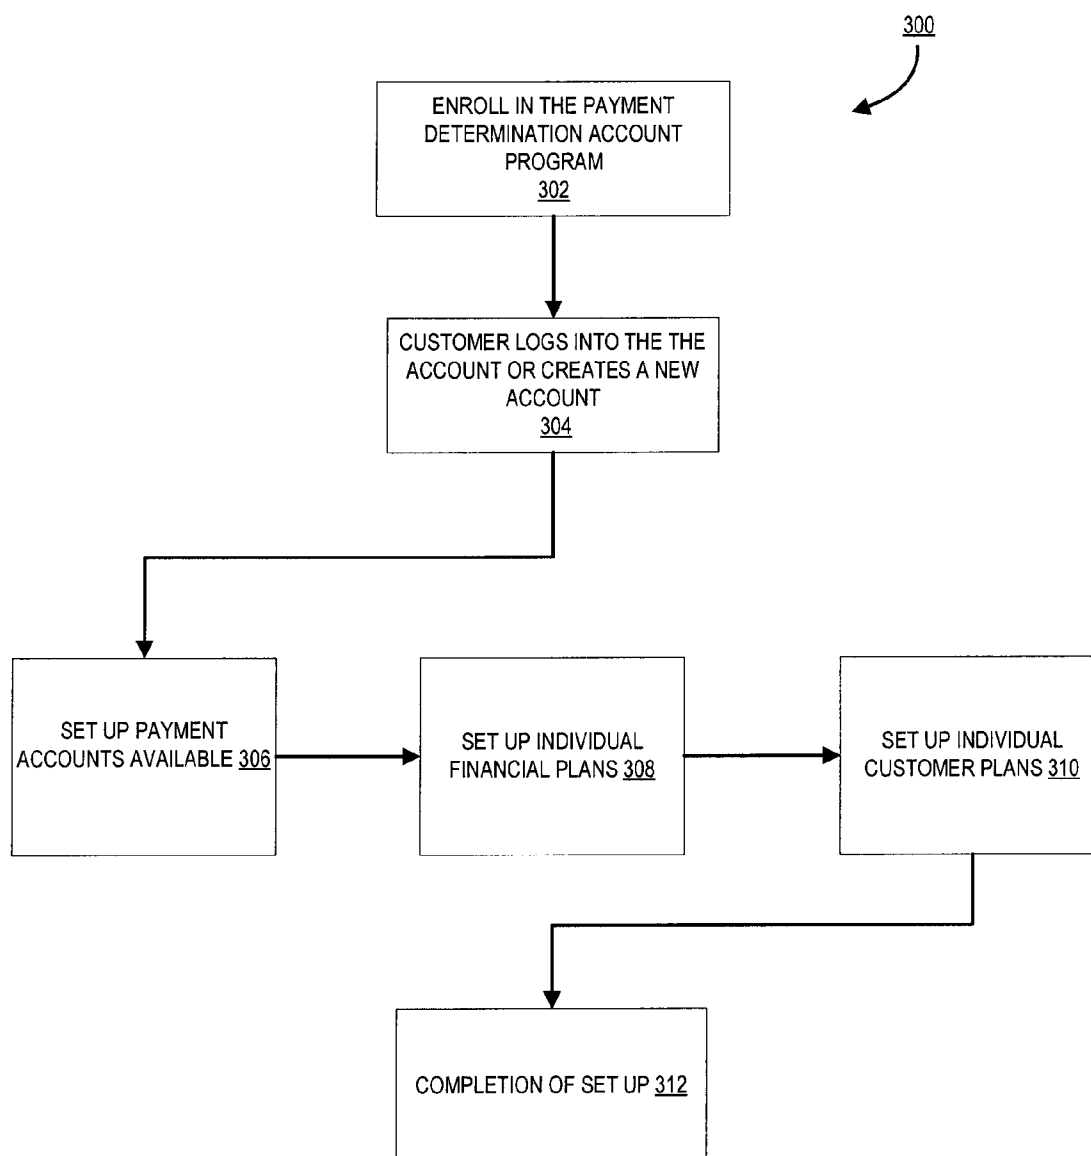 300
ENROLL IN THE PAYMENT
DETERMINATION ACCOUNT
PROGRAM
302
CUSTOMER LOGS INTO THE THE
ACCOUNT OR CREATES A NEW
ACCOUNT
304
SET UP PAYMENT
ACCOUNTS AVAILABLE 306
SET UP INDIVIDUAL
FINANCIAL PLANS 308
SET UP INDIVIDUAL
CUSTOMER PLANS 310
COMPLETION OF SET UP 312